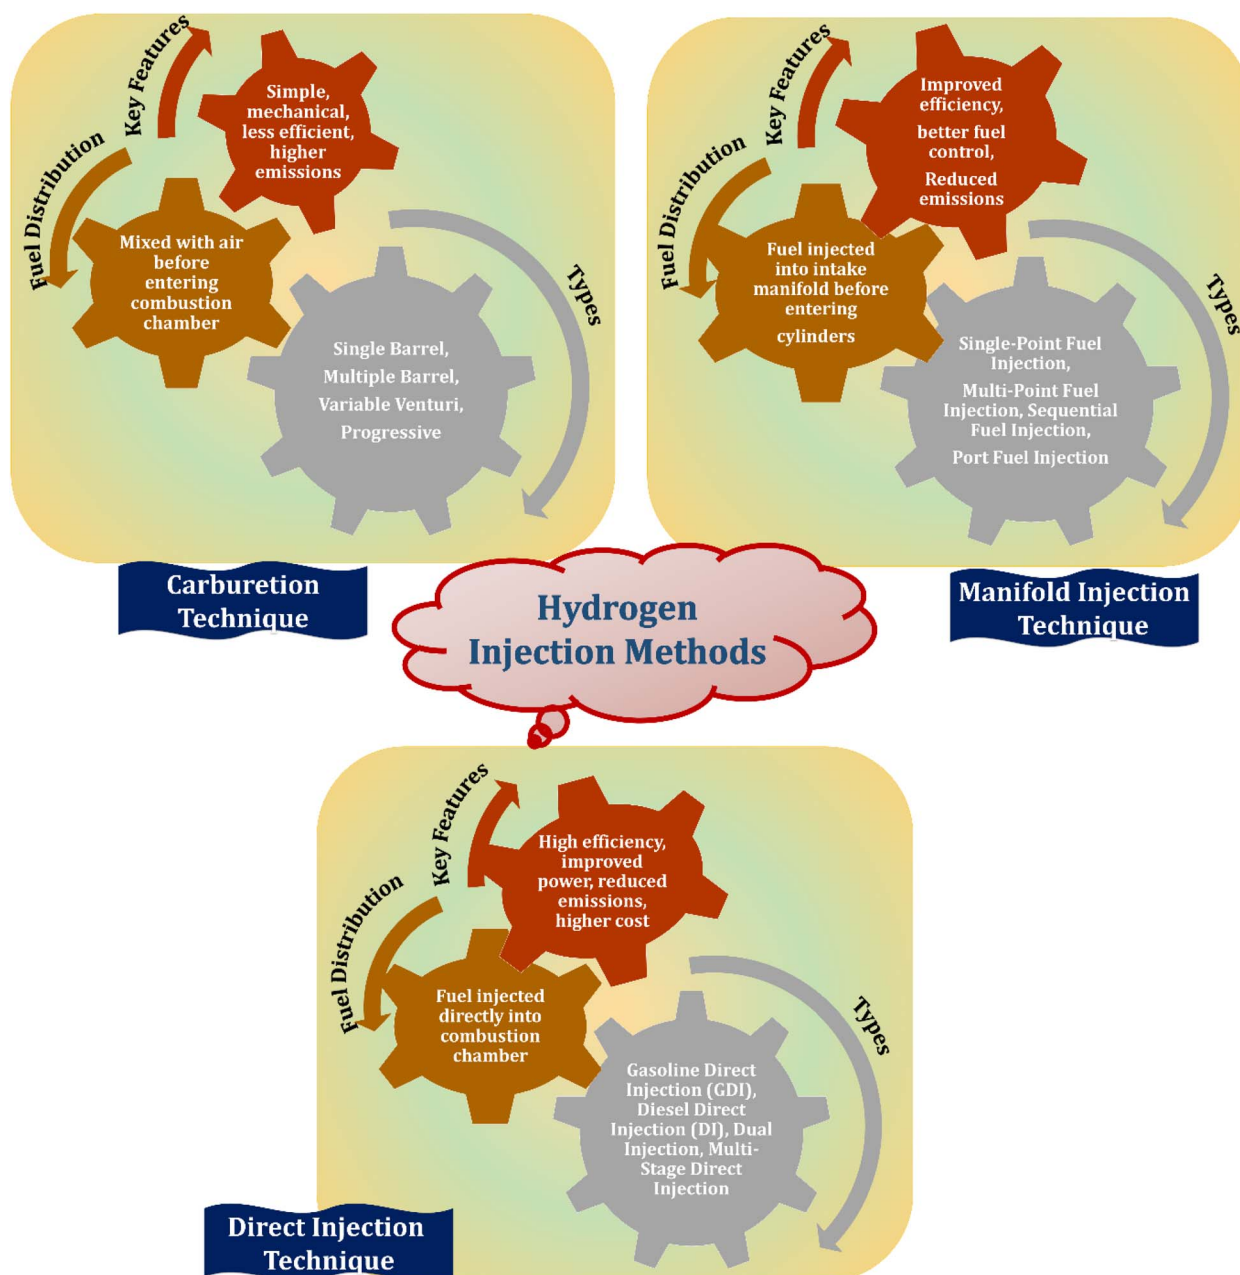 Key Features
Simple,
mechanical,
less efficient,
higher
emissions
Fuel Distribution
Mixed with air
before
entering
combustion
chamber
Types
Single Barrel,
Multiple Barrel,
Variable Venturi,
Progressive
Carburetion
Technique
Key Features
Improved
efficiency,
better fuel
control,
Reduced
emissions
Fuel Distribution
Fuel injected
into intake
manifold before
entering
cylinders
Types
Single-Point Fuel
Injection,
Multi-Point Fuel
Injection, Sequential
Fuel Injection,
Port Fuel Injection
Manifold Injection
Technique
Hydrogen
Injection Methods
Key Features
High efficiency,
improved
power, reduced
emissions,
higher cost
Fuel Distribution
Fuel injected
directly into
combustion
chamber
Types
Gasoline Direct
Injection (GDI),
Diesel Direct
Injection (DI), Dual
Injection, Multi-
Stage Direct
Injection
Direct Injection
Technique